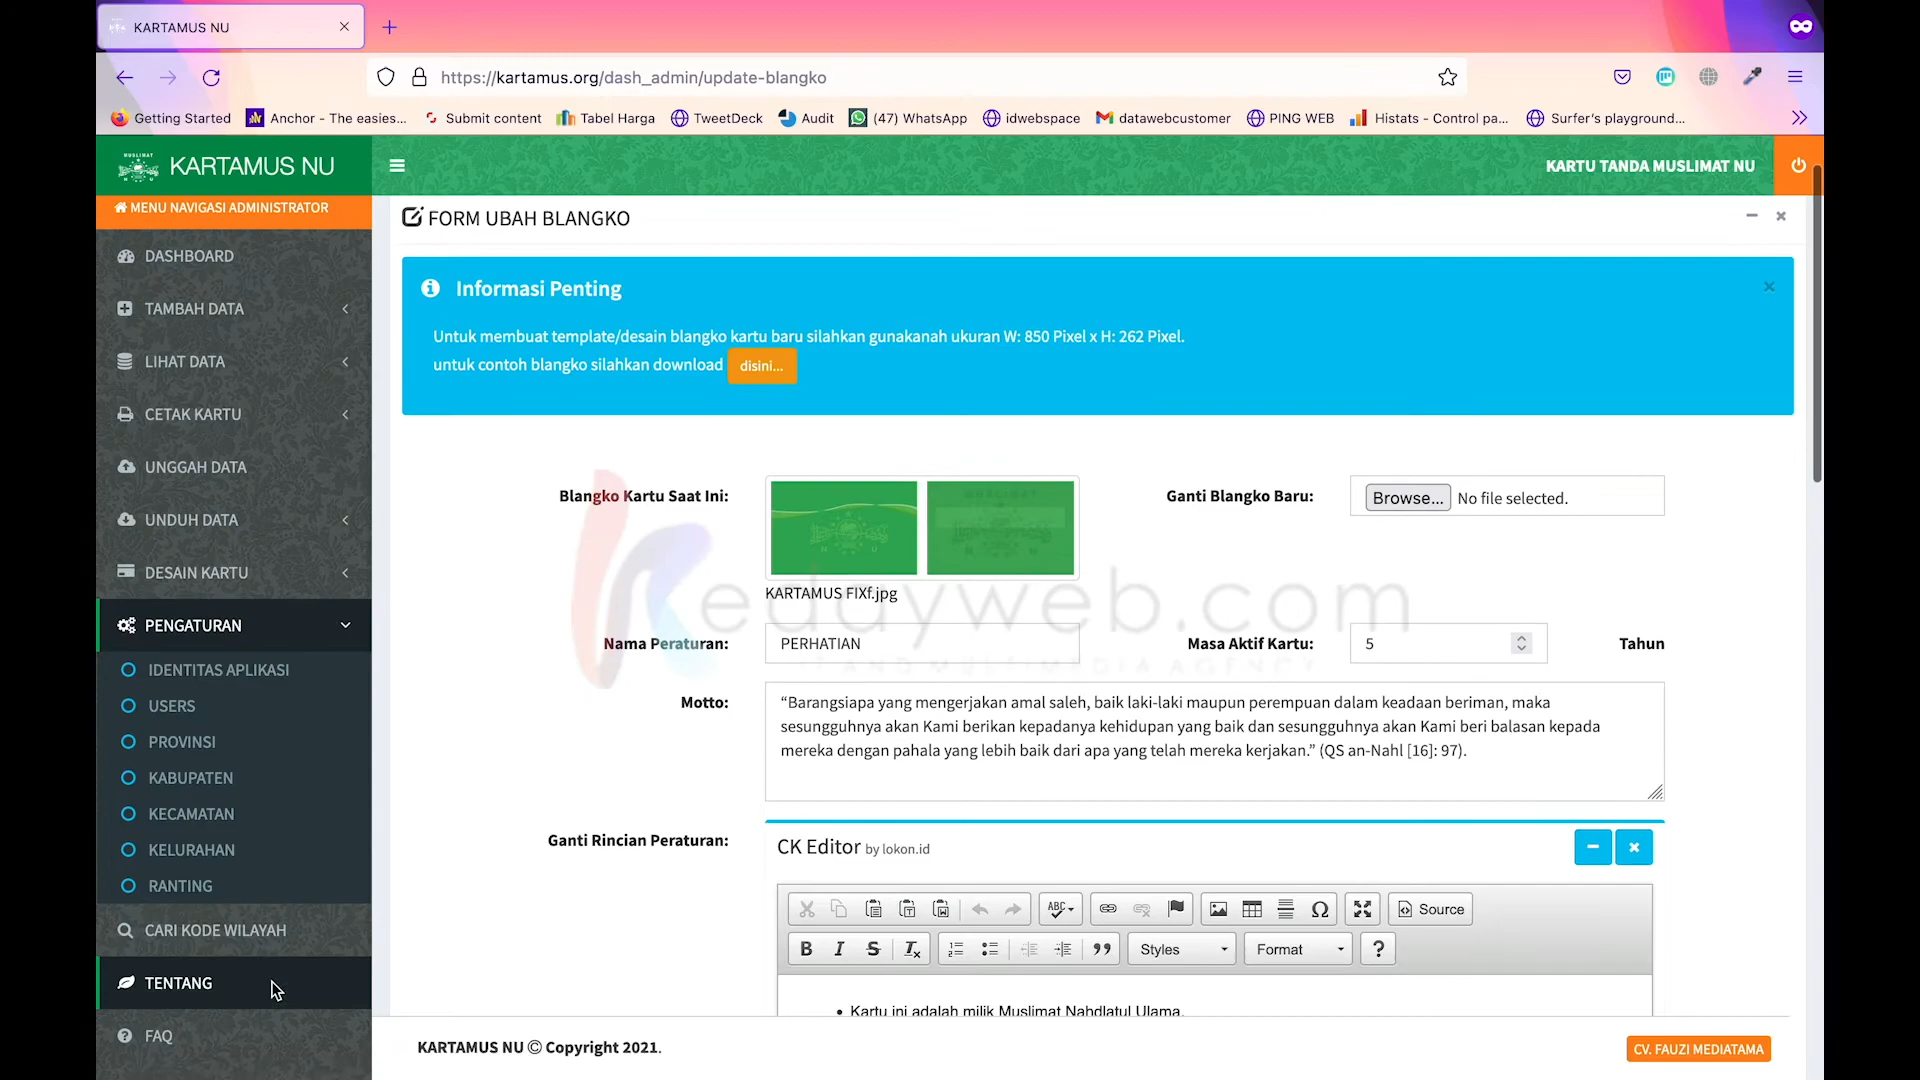 KARTAMUS NU
https://kartamus.org/dash_admin/update-blangko
Getting Started
Anchor - The easies...
Submit content
Tabel Harga
TweetDeck
Audit
(47) WhatsApp
idwebspace
datawebcustomer
PING WEB
Histats - Control pa...
Surfer's playground...
MUSLIMAT
N U
KARTAMUS NU
KARTU TANDA MUSLIMAT NU
MENU NAVIGASI ADMINISTRATOR
DASHBOARD
TAMBAH DATA
LIHAT DATA
CETAK KARTU
UNGGAH DATA
UNDUH DATA
DESAIN KARTU
PENGATURAN
IDENTITAS APLIKASI
USERS
PROVINSI
KABUPATEN
KECAMATAN
KELURAHAN
RANTING
CARI KODE WILAYAH
TENTANG
FAQ
FORM UBAH BLANGKO
Informasi Penting
Untuk membuat template/desain blangko kartu baru silahkan gunakanah ukuran W: 850 Pixel x H: 262 Pixel.
untuk contoh blangko silahkan download disini...
Blangko Kartu Saat Ini:
KARTAMUS FIXf.jpg
Ganti Blangko Baru:
Browse... No file selected.
Kedayweb.com
IT AND MULTIMEDIA AGENCY
Nama Peraturan:
PERHATIAN
Masa Aktif Kartu:
5
Tahun
Motto:
“Barangsiapa yang mengerjakan amal saleh, baik laki-laki maupun perempuan dalam keadaan beriman, maka
sesungguhnya akan Kami berikan kepadanya kehidupan yang baik dan sesungguhnya akan Kami beri balasan kepada
mereka dengan pahala yang lebih baik dari apa yang telah mereka kerjakan.” (QS an-Nahl [16]: 97).
Ganti Rincian Peraturan:
CK Editor by lokon.id
ABC
Source
B I S
Styles
Format
?
• Kartu ini adalah milik Muslimat Nahdlatul Ulama.
KARTAMUS NU © Copyright 2021.
CV. FAUZI MEDIATAMA